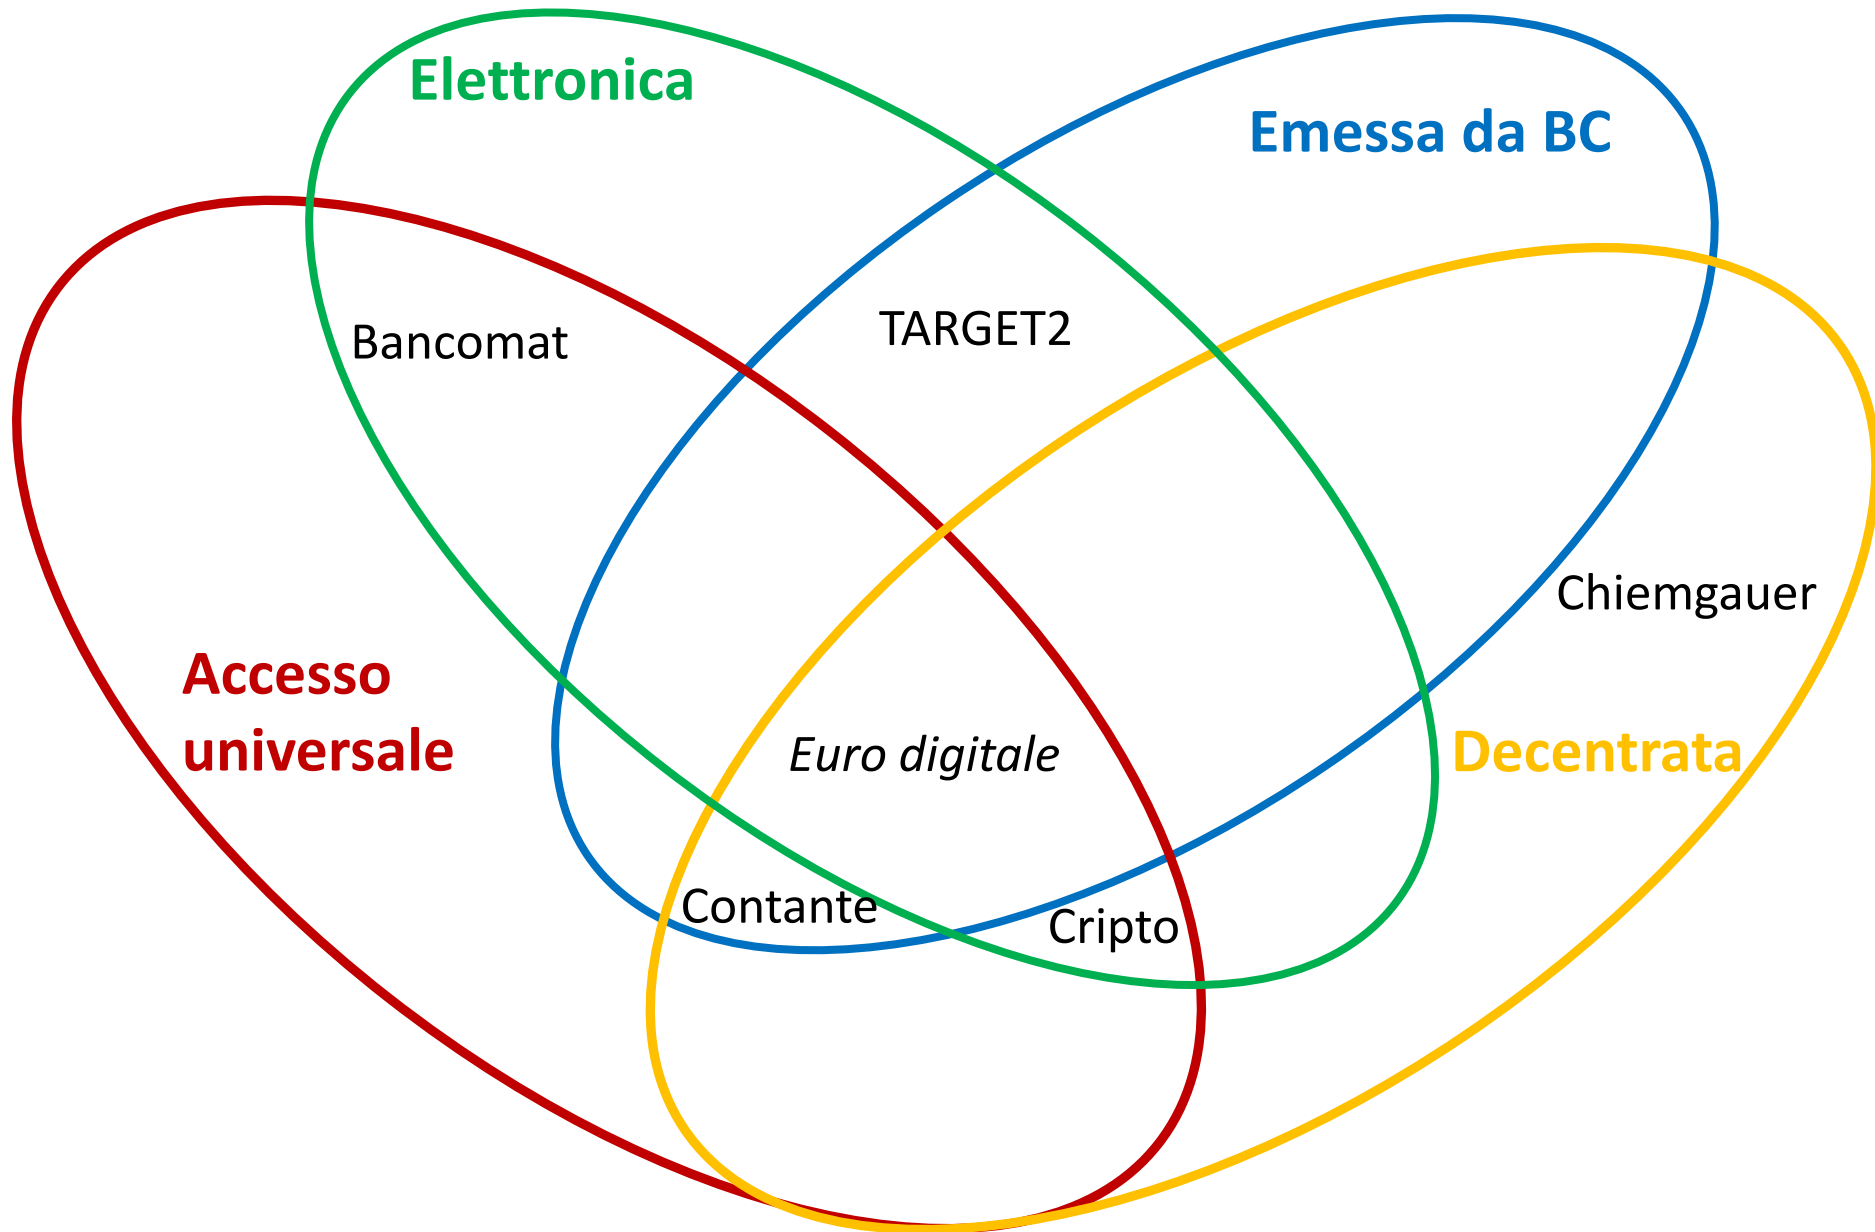 Elettronica
Emessa da BC
TARGET2
Bancomat
Chiemgauer
Accesso
universale
Euro digitale
Decentrata
Contante
Cripto